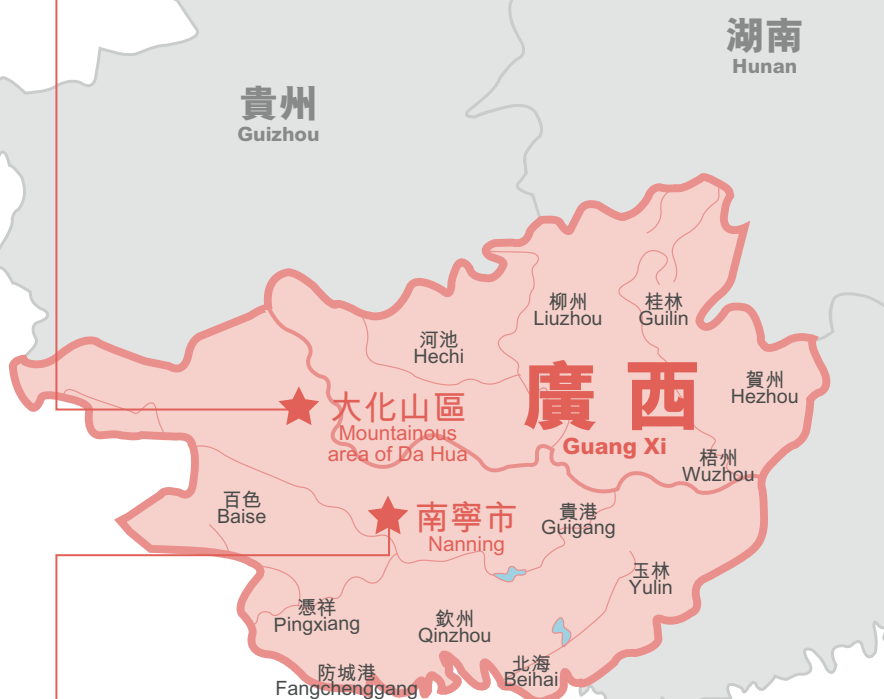 湖南
Hunan
貴州
Guizhou
柳州
Liuzhou
桂林
Guilin
河池
Hechi
廣西
Guang Xi
賀州
Hezhou
大化山區
Mountainous
area of Da Hua
梧州
Wuzhou
百色
Baise
南寧市
Nanning
貴港
Guigang
玉林
Yulin
憑祥
Pingxiang
欽州
Qinzhou
北海
Beihai
防城港
Fangchenggang